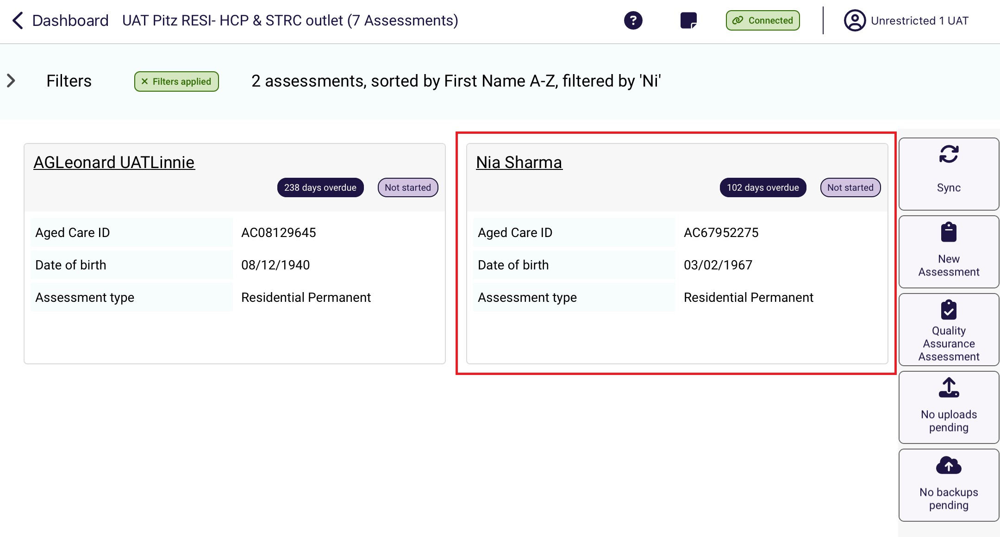 Dashboard UAT Pitz RESI- HCP & STRC outlet (7 Assessments) ? Connected Unrestricted 1 UAT
Filters × Filters applied 2 assessments, sorted by First Name A-Z, filtered by 'Ni'
AGLeonard UATLinnie
238 days overdue Not started
Aged Care ID AC08129645
Date of birth 08/12/1940
Assessment type Residential Permanent
Nia Sharma
102 days overdue Not started
Aged Care ID AC67952275
Date of birth 03/02/1967
Assessment type Residential Permanent
Sync
New
Assessment
Quality
Assurance
Assessment
No uploads
pending
No backups
pending